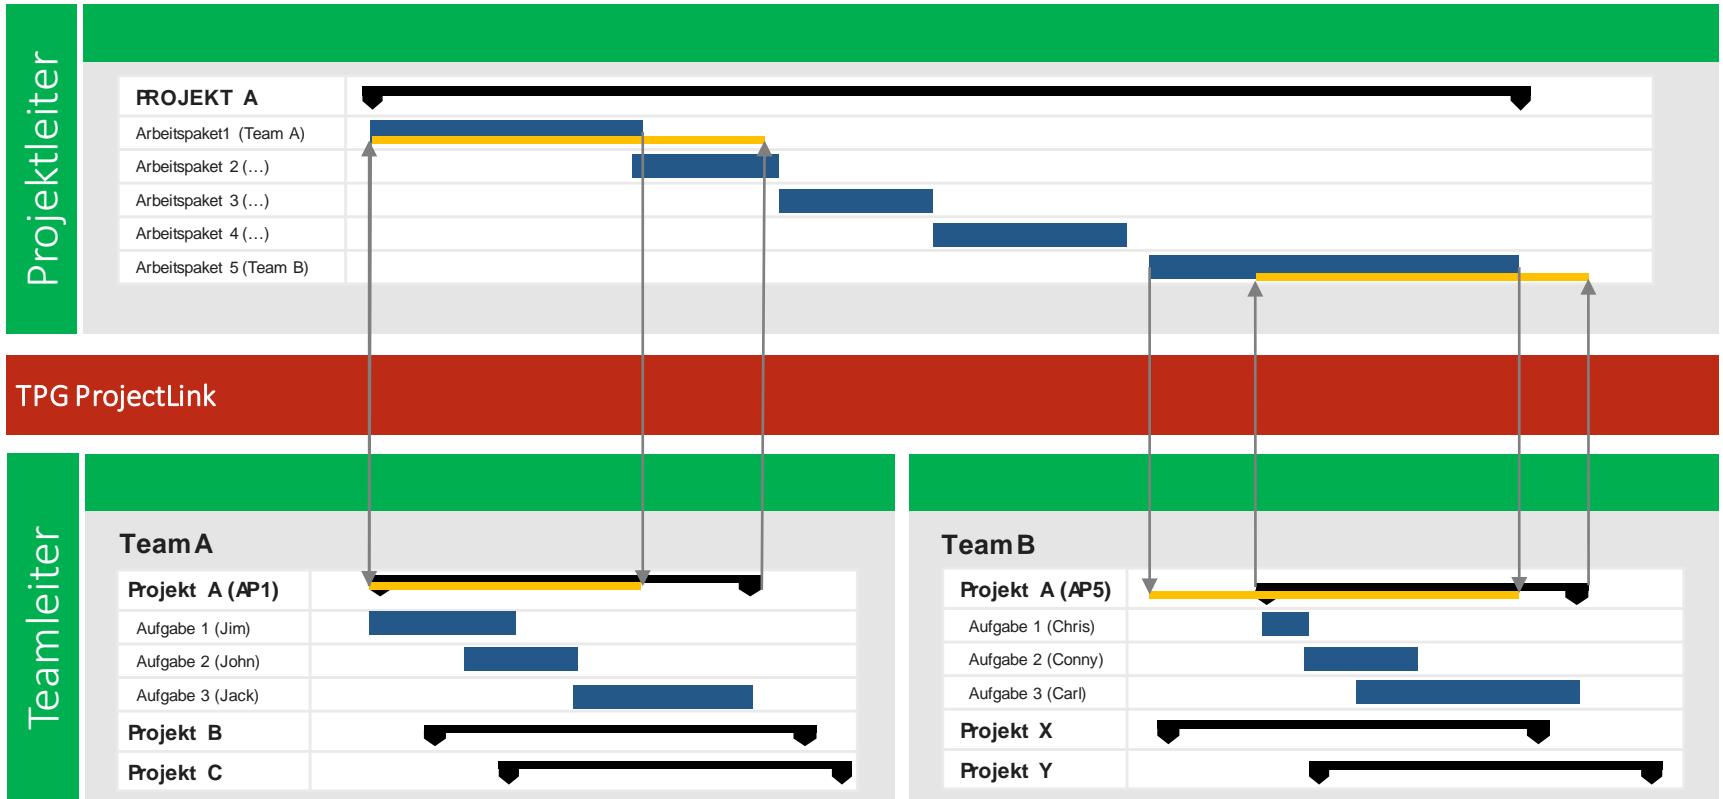 Projektleiter
PROJEKT A
Arbeitspaket1 (Team A)
Arbeitspaket 2 (...)
Arbeitspaket 3 (...)
Arbeitspaket 4 (...)
Arbeitspaket 5 (Team B)
TPG ProjectLink
Teamleiter
Team A
Projekt A (AP1)
Aufgabe 1 (Jim)
Aufgabe 2 (John)
Aufgabe 3 (Jack)
Projekt B
Projekt C
Team B
Projekt A (AP5)
Aufgabe 1 (Chris)
Aufgabe 2 (Conny)
Aufgabe 3 (Carl)
Projekt X
Projekt Y